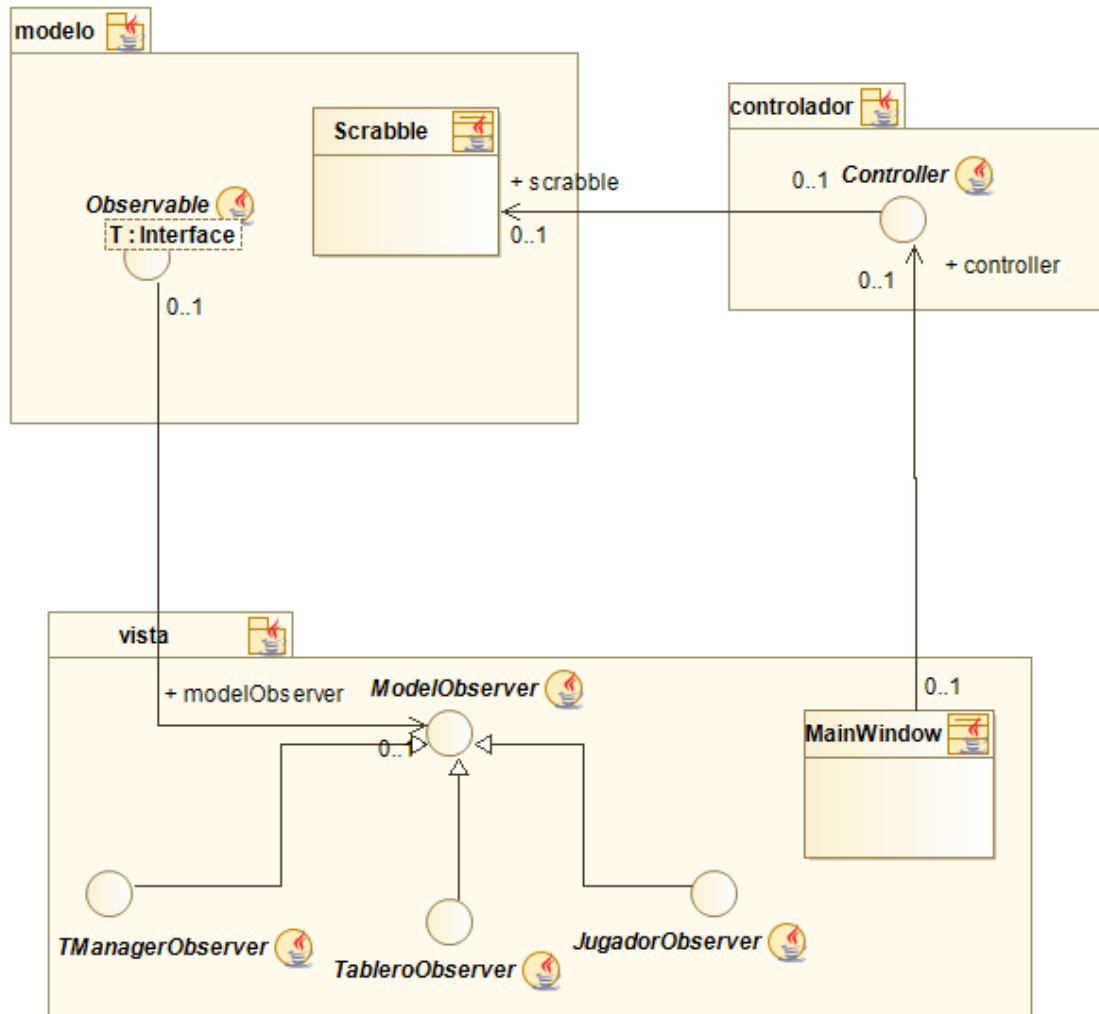 modelo
Scrabble
Observable
T : Interface
0..1
+ scrabble
0..1
controlador
0..1
Controller
+ controller
0..1
vista
+ modelObserver
ModelObserver
0..1
0..1
MainWindow
TManagerObserver
TableroObserver
JugadorObserver